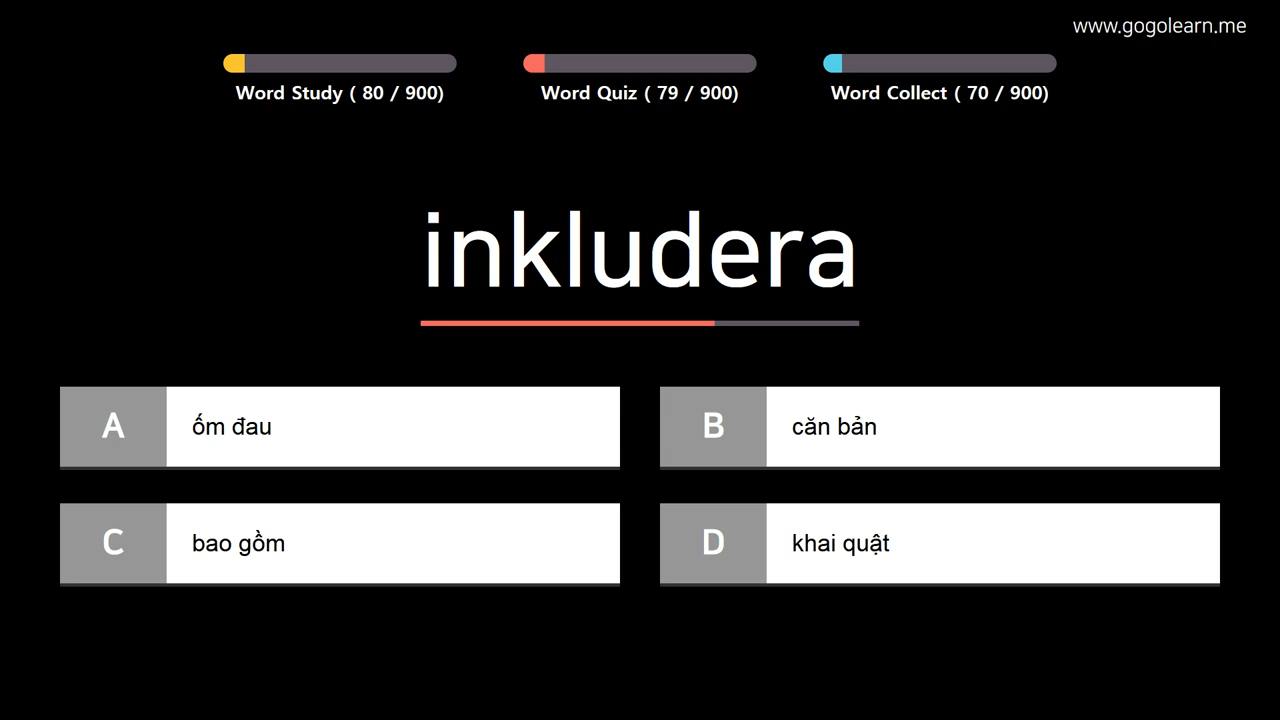 www.gogolearn.me
Word Study ( 80 / 900)
Word Quiz ( 79 / 900)
Word Collect ( 70 / 900)
inkludera
A
ốm đau
B
căn bản
C
bao gồm
D
khai quật